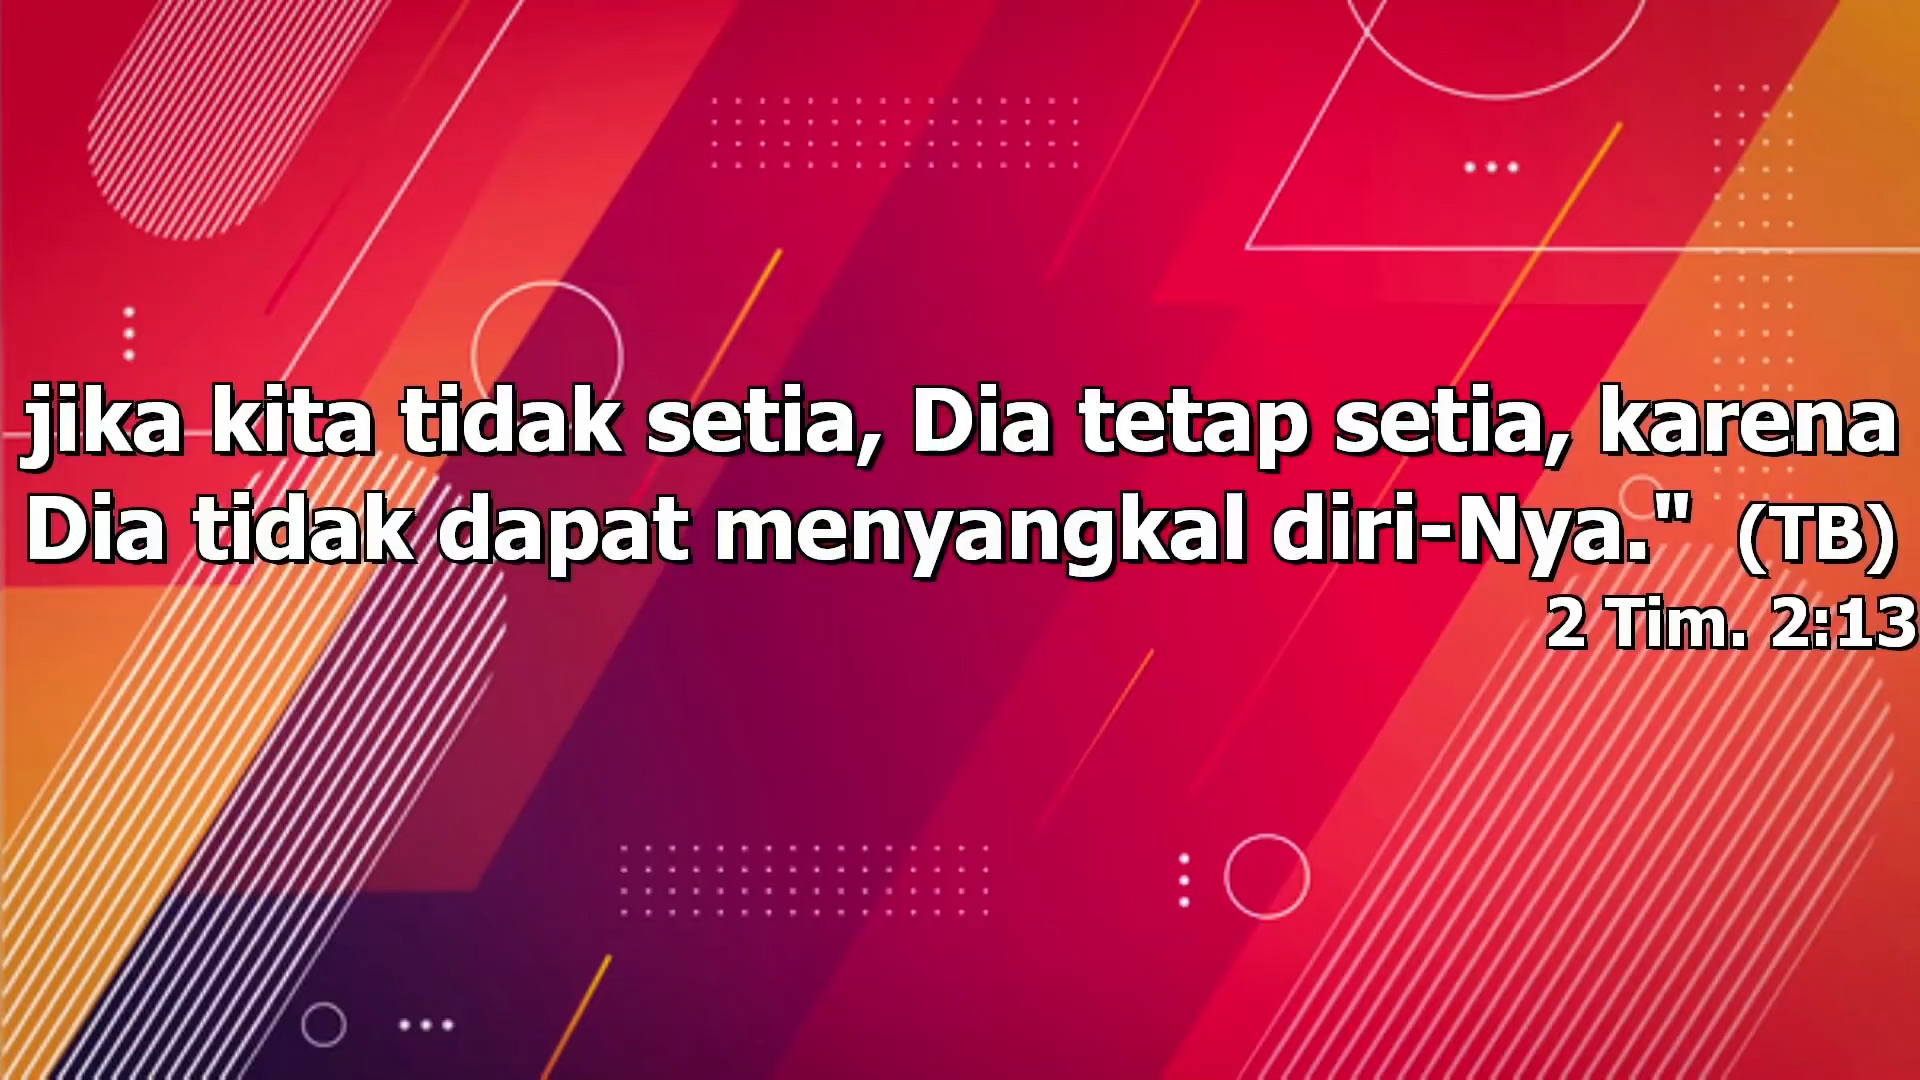 jika kita tidak setia, Dia tetap setia, karena
Dia tidak dapat menyangkal diri-Nya." (TB)
2 Tim. 2:13